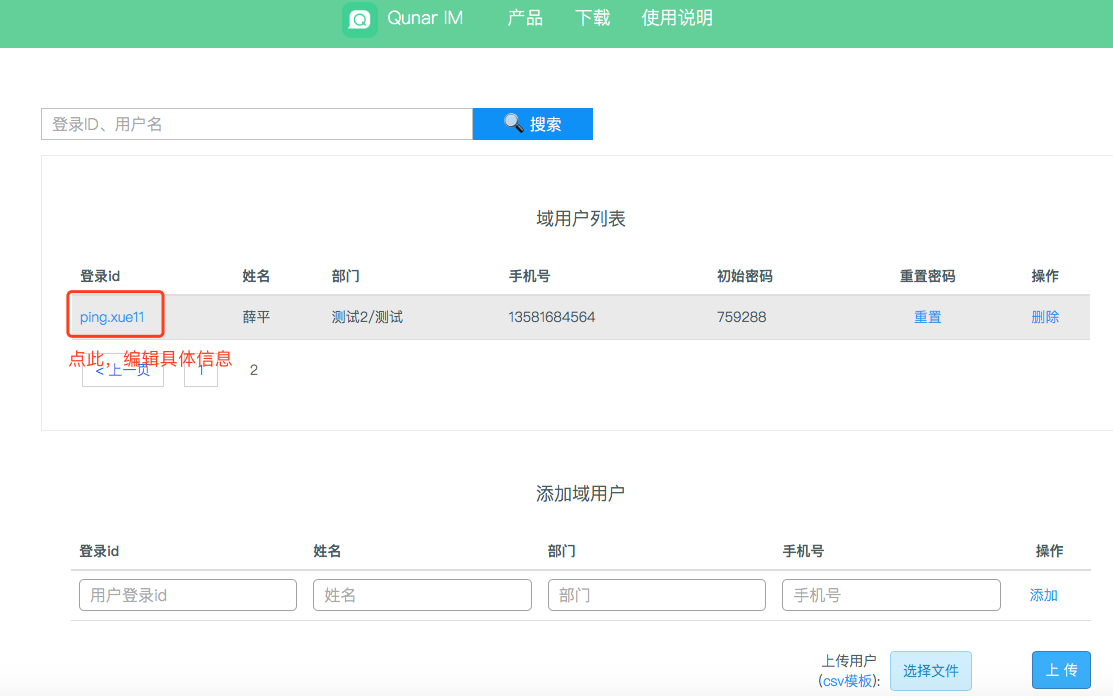 Qunar IM 产品 下载 使用说明
登录ID、用户名 搜索
域用户列表
登录id 姓名 部门 手机号 初始密码 重置密码 操作
ping.xue11 薛平 测试2/测试 13581684564 759288 重置 删除
点此，编辑具体信息
< 上一页 1 2
添加域用户
登录id 姓名 部门 手机号 操作
用户登录id 姓名 部门 手机号 添加
上传用户
(csv模板): 选择文件 上 传